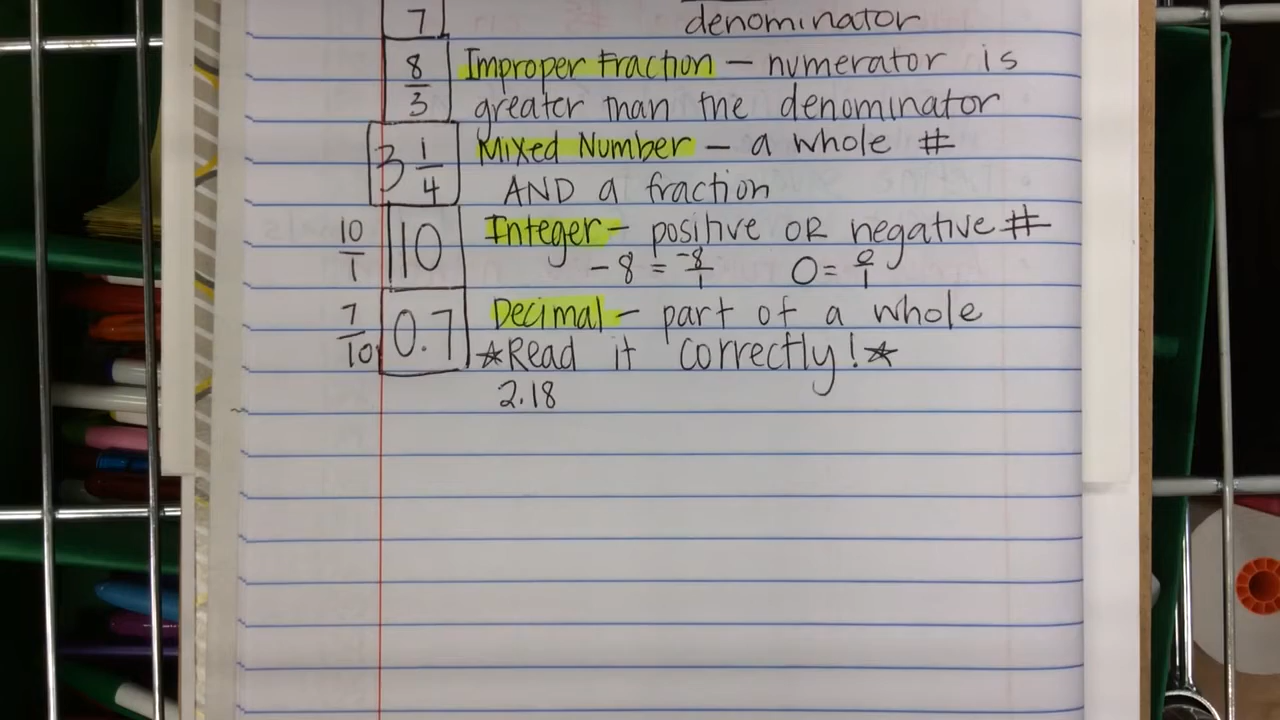 7 denominator
8/3 Improper Fraction – numerator is
greater than the denominator
3 1/4 Mixed Number – a whole #
AND a fraction
10/1 10 Integer – positive OR negative #
-8 = -8/1 0 = 0/1
7/10 0.7 Decimal – part of a whole
☆Read it correctly!☆
2.18